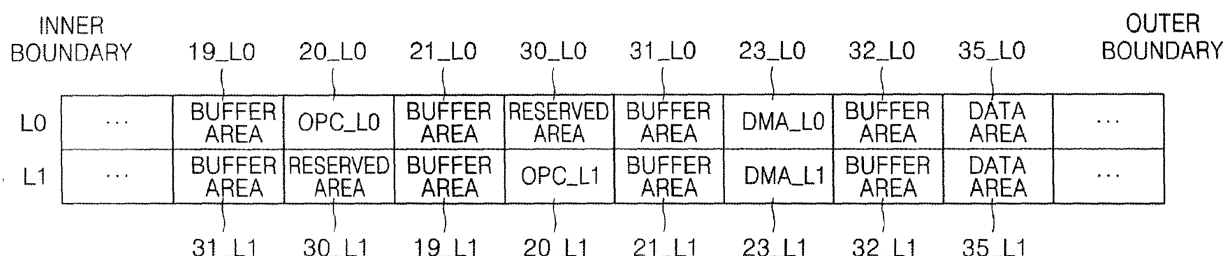 INNER BOUNDARY
OUTER BOUNDARY
19_L0 20_L0 21_L0 30_L0 31_L0 23_L0 32_L0 35_L0
L0 ... BUFFER AREA OPC_L0 BUFFER AREA RESERVED AREA BUFFER AREA DMA_L0 BUFFER AREA DATA AREA ...
L1 ... BUFFER AREA RESERVED AREA BUFFER AREA OPC_L1 BUFFER AREA DMA_L1 BUFFER AREA DATA AREA ...
31_L1 30_L1 19_L1 20_L1 21_L1 23_L1 32_L1 35_L1